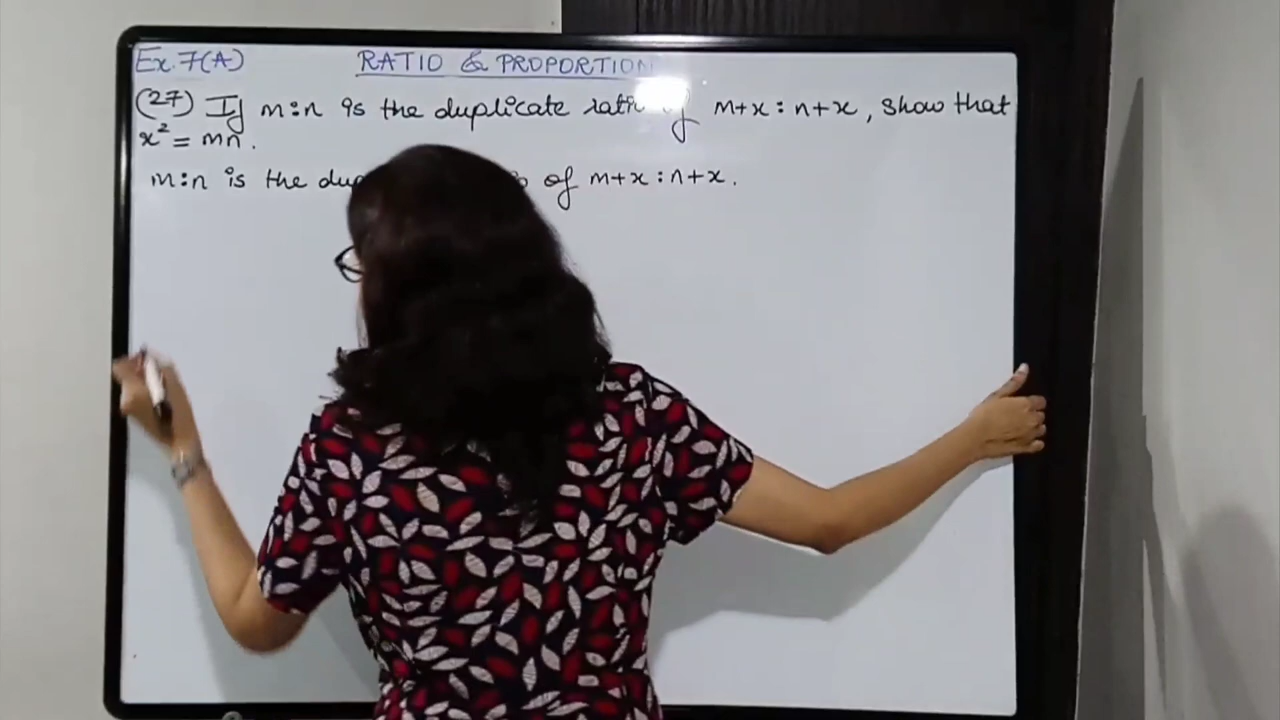 Ex. 7(A) RATIO & PROPORTION
(27) If m:n is the duplicate ratio of m+x : n+x, show that
x² = mn.
m:n is the of m+x : n+x.